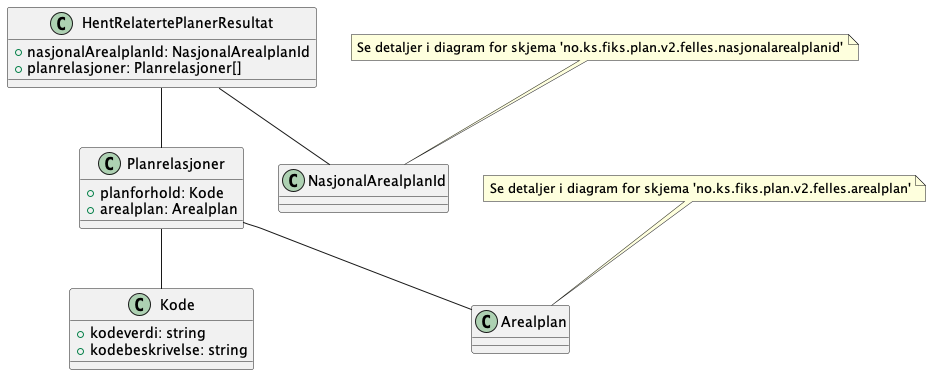 C HentRelatertePlanerResultat
nasjonalArealplanId: NasjonalArealplanId
planrelasjoner: Planrelasjoner[]
Se detaljer i diagram for skjema 'no.ks.fiks.plan.v2.felles.nasjonalarealplanid'
C Planrelasjoner
planforhold: Kode
arealplan: Arealplan
C NasjonalArealplanId
Se detaljer i diagram for skjema 'no.ks.fiks.plan.v2.felles.arealplan'
C Kode
kodeverdi: string
kodebeskrivelse: string
C Arealplan